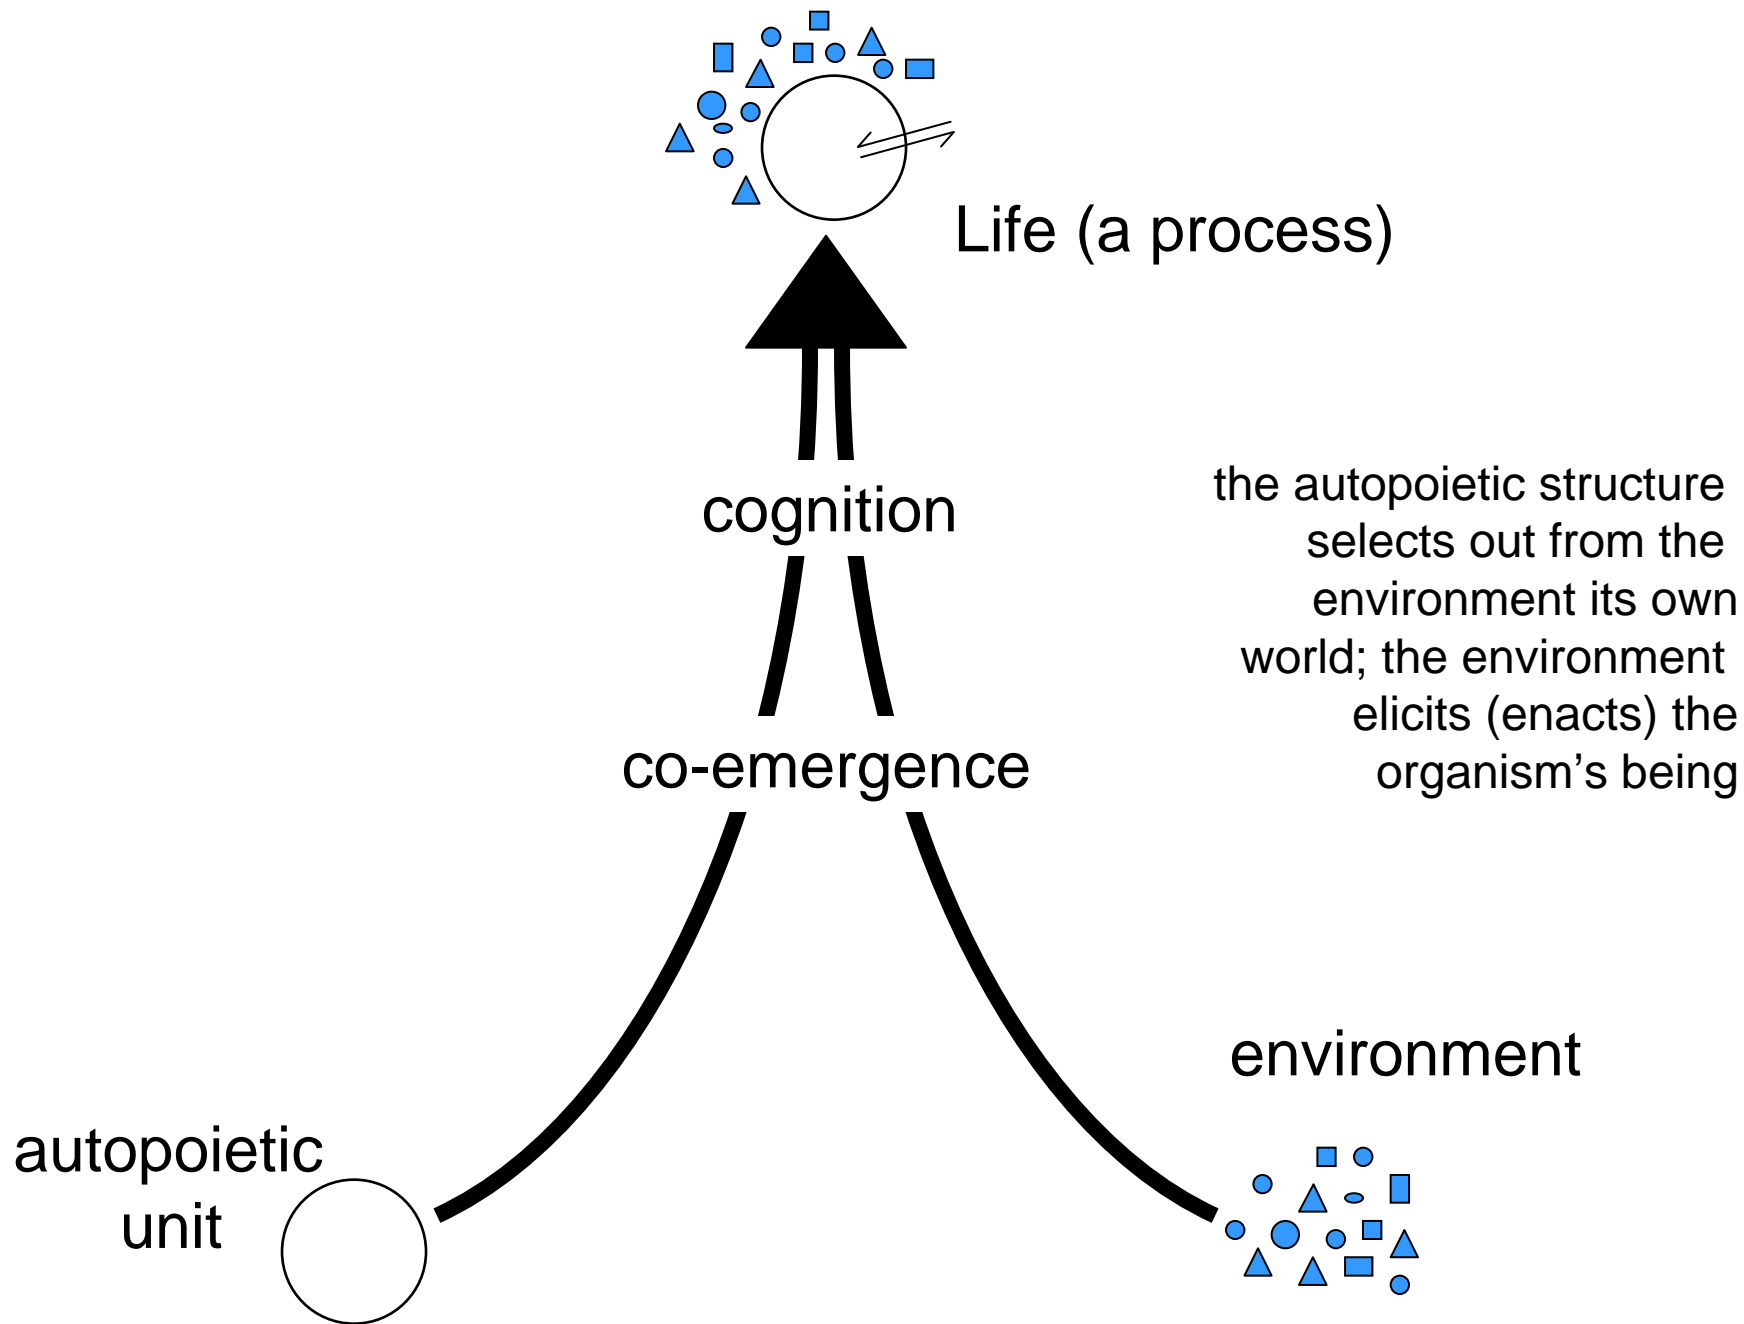 Life (a process)
cognition
the autopoietic structure
selects out from the
environment its own
world; the environment
elicits (enacts) the
organism’s being
co-emergence
environment
autopoietic
unit